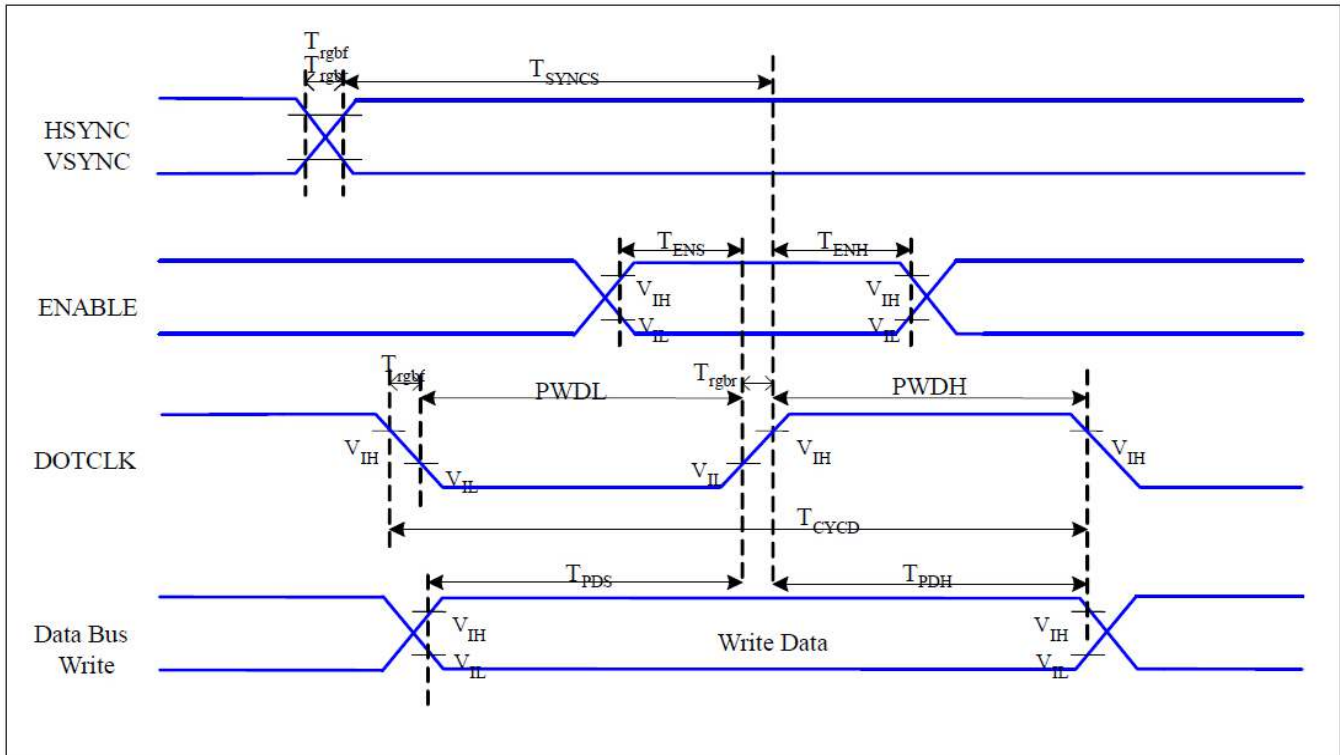 Trgbf
Trgbr
TSYNCS
HSYNC
VSYNC
TENS
TENH
VIH
VIH
ENABLE
VIL
VIL
Trgbf
Trgbr
PWDL
PWDH
DOTCLK
VIH
VIL
VIL
VIH
VIH
TCYCD
TPDS
TPDH
Data Bus
Write
VIH
VIL
Write Data
VIH
VIL